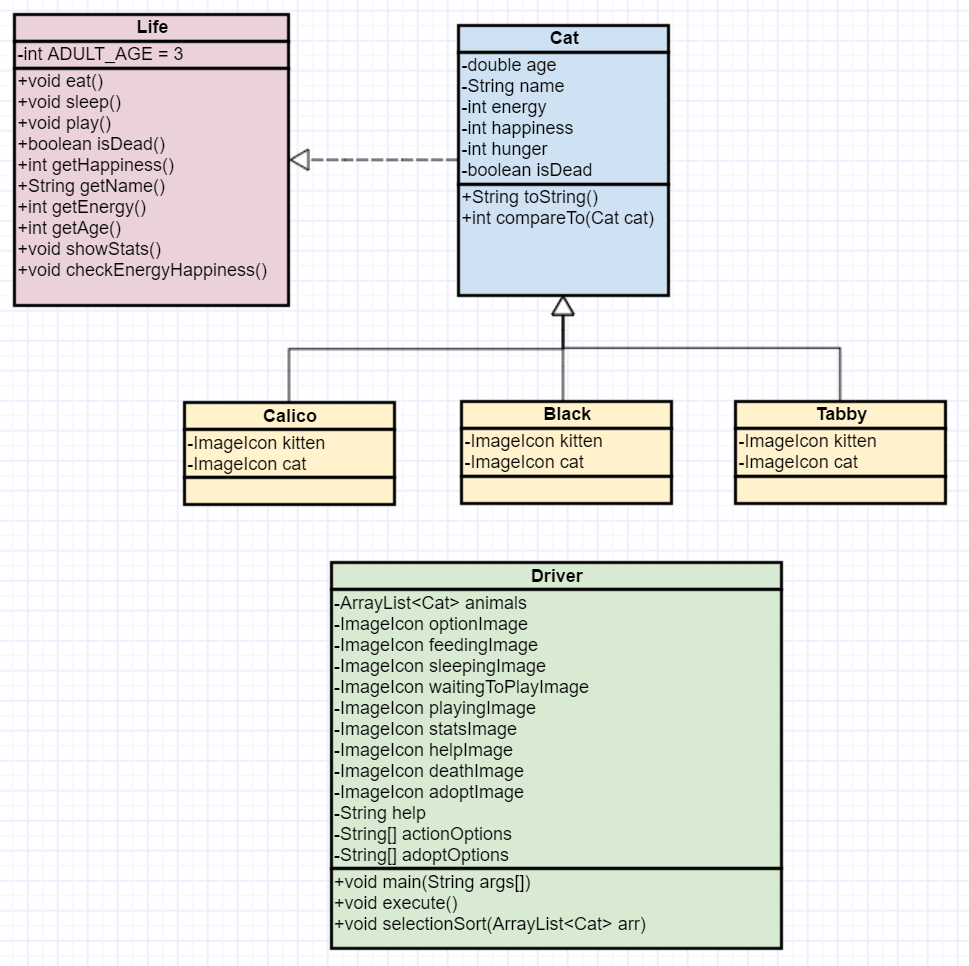 Life
-int ADULT_AGE = 3
+void eat()
+void sleep()
+void play()
+boolean isDead()
+int getHappiness()
+String getName()
+int getEnergy()
+int getAge()
+void showStats()
+void checkEnergyHappiness()
Cat
-double age
-String name
-int energy
-int happiness
-int hunger
-boolean isDead
+String toString()
+int compareTo(Cat cat)
Calico
-ImageIcon kitten
-ImageIcon cat
Black
-ImageIcon kitten
-ImageIcon cat
Tabby
-ImageIcon kitten
-ImageIcon cat
Driver
-ArrayList<Cat> animals
-ImageIcon optionImage
-ImageIcon feedingImage
-ImageIcon sleepingImage
-ImageIcon waitingToPlayImage
-ImageIcon playingImage
-ImageIcon statsImage
-ImageIcon helpImage
-ImageIcon deathImage
-ImageIcon adoptImage
-String help
-String[] actionOptions
-String[] adoptOptions
+void main(String args[])
+void execute()
+void selectionSort(ArrayList<Cat> arr)